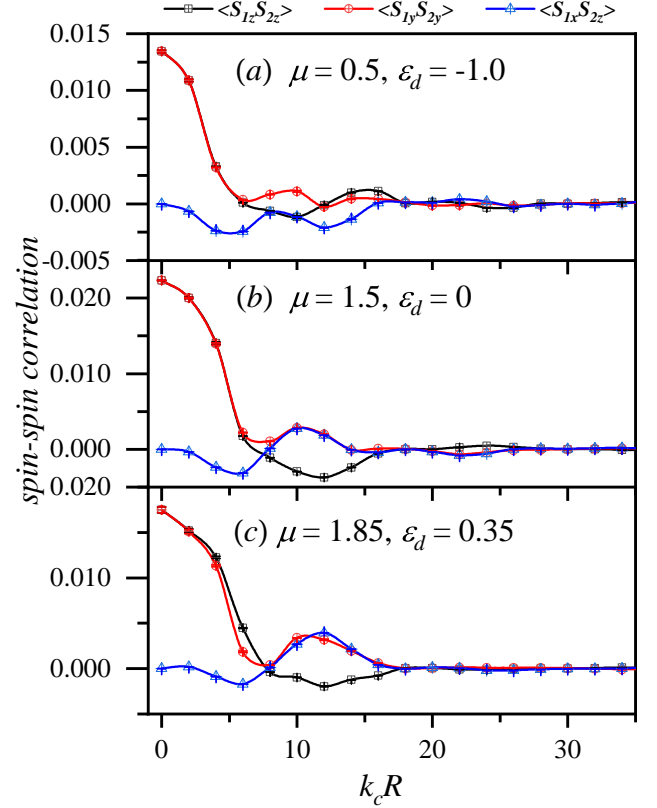 <S1zS2z> <S1yS2y> <S1xS2z>
0.015
(a) μ = 0.5, εd = -1.0
0.010
0.005
0.000
-0.005
(b) μ = 1.5, εd = 0
0.020
0.010
0.000
0.020
(c) μ = 1.85, εd = 0.35
0.010
0.000
0 10 20 30
kcR
spin-spin correlation